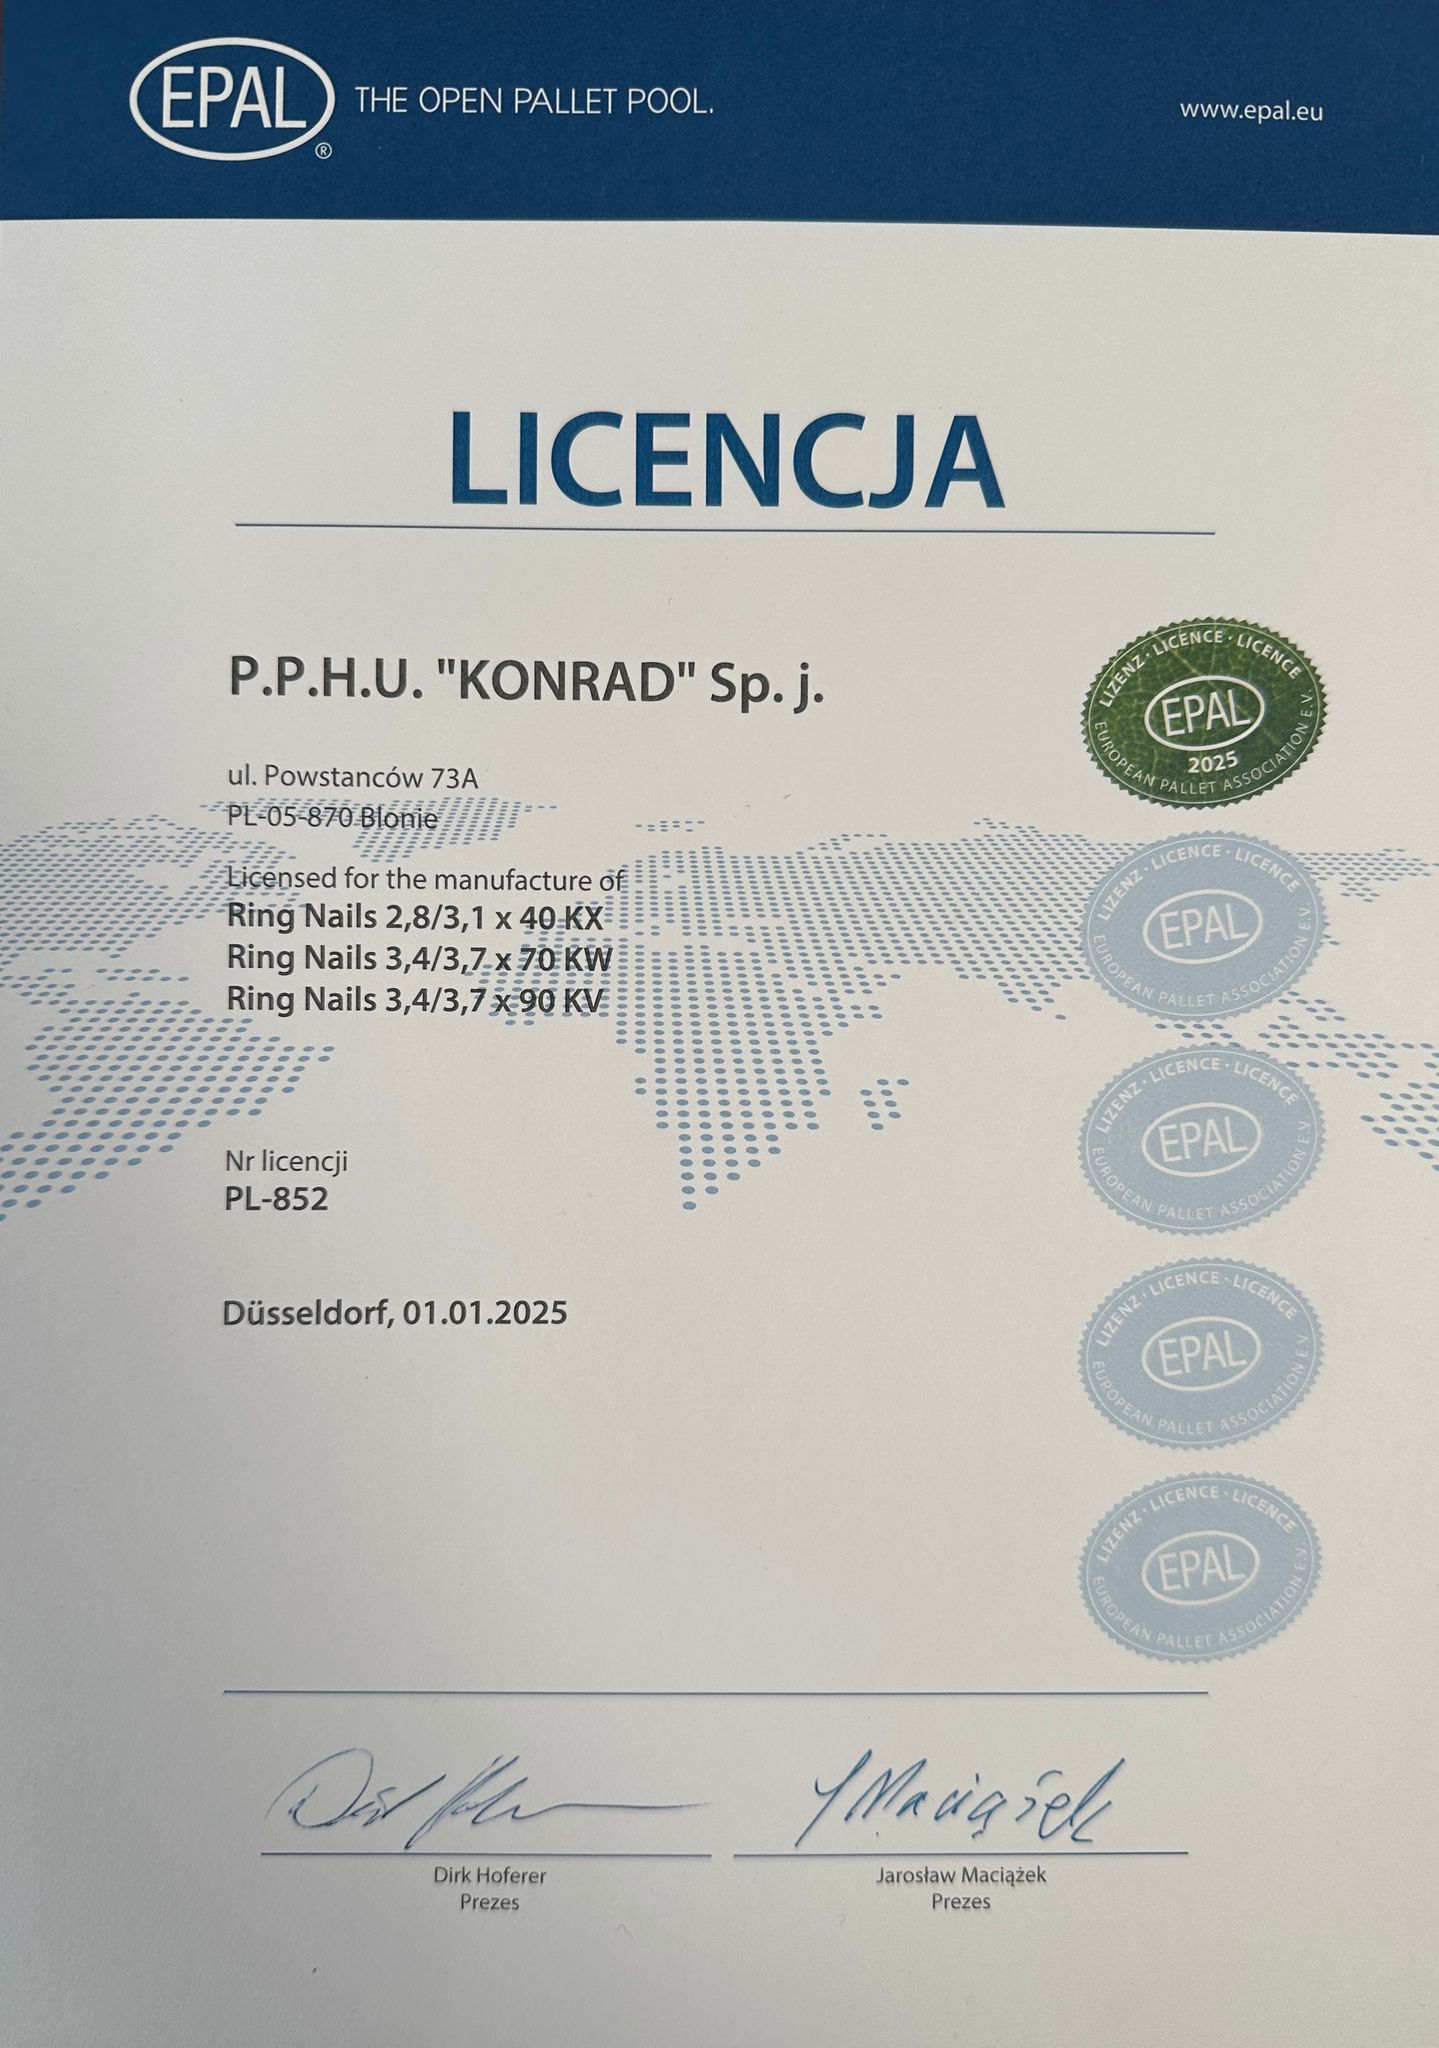 EPAL
®
THE OPEN PALLET POOL.
www.epal.eu
LICENCJA
P.P.H.U. "KONRAD" Sp. j.
ul. Powstanców 73A
PL-05-870 Blonie
Licensed for the manufacture of
Ring Nails 2,8/3,1 x 40 KX
Ring Nails 3,4/3,7 x 70 KW
Ring Nails 3,4/3,7 x 90 KV
Nr licencji
PL-852
Düsseldorf, 01.01.2025
LIZENZ · LICENCE · LICENCE
EPAL
2025
EUROPEAN PALLET ASSOCIATION E.V.
LIZENZ · LICENCE · LICENCE
EPAL
EUROPEAN PALLET ASSOCIATION E.V.
LIZENZ · LICENCE · LICENCE
EPAL
EUROPEAN PALLET ASSOCIATION E.V.
LIZENZ · LICENCE · LICENCE
EPAL
EUROPEAN PALLET ASSOCIATION E.V.
LIZENZ · LICENCE · LICENCE
EPAL
EUROPEAN PALLET ASSOCIATION E.V.
J Maciążek
Dirk Hoferer
Prezes
Jarosław Maciążek
Prezes